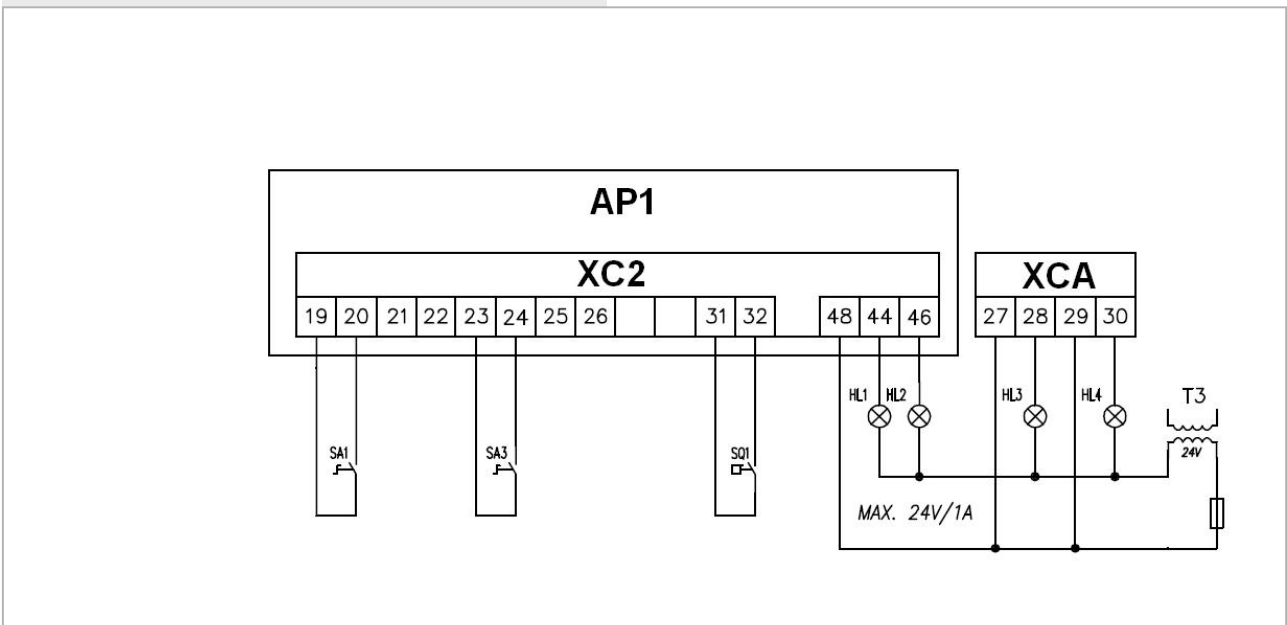 AP1
XC2
XCA
19 20 21 22 23 24 25 26 31 32 48 44 46
27 28 29 30
HL1 HL2 HL3 HL4 T3
24V
SA1 SA3 SQ1
MAX. 24V/1A